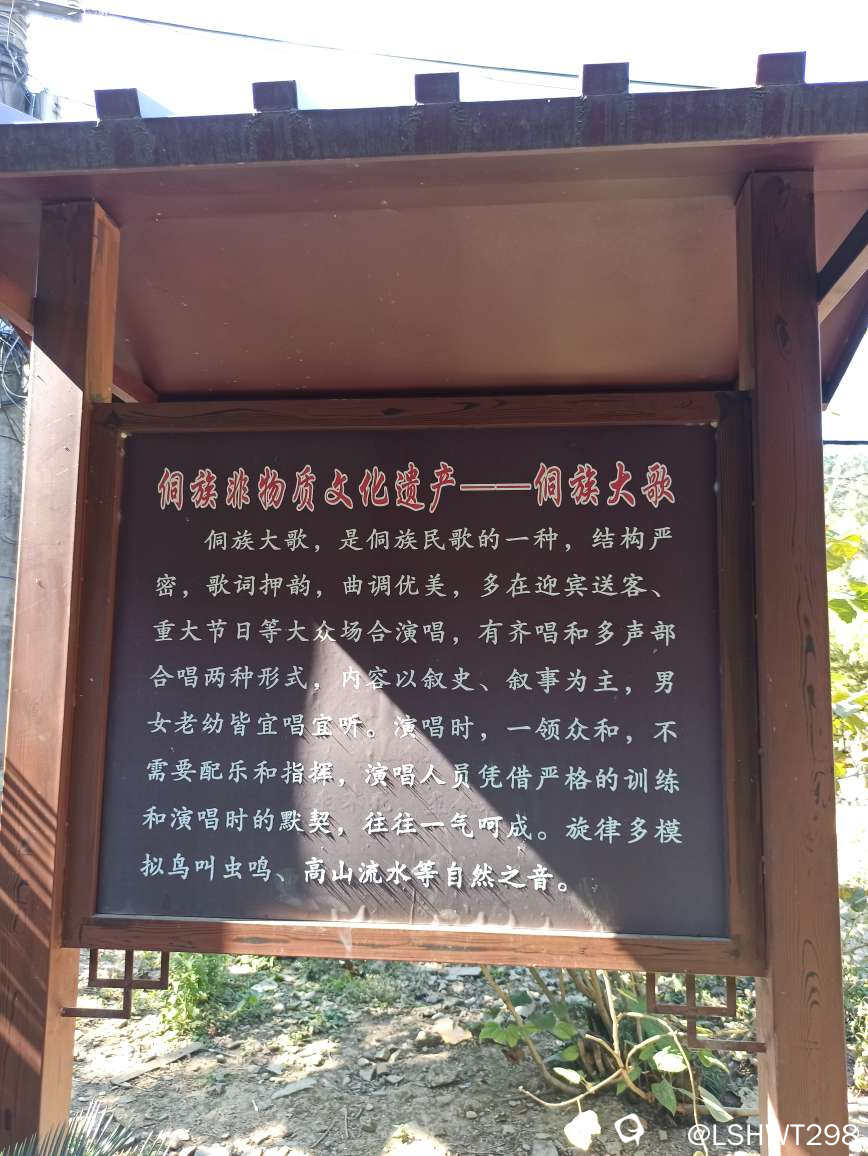 侗族非物质文化遗产——侗族大歌
侗族大歌，是侗族民歌的一种，结构严
密，歌词押韵，曲调优美，多在迎宾送客、
重大节日等大众场合演唱，有齐唱和多声部
合唱两种形式，内容以叙史、叙事为主，男
女老幼皆宜唱宜听。演唱时，一领众和，不
需要配乐和指挥，演唱人员凭借严格的训练
和演唱时的默契，往往一气呵成。旋律多模
拟鸟叫虫鸣、高山流水等自然之音。
@LSHWT298